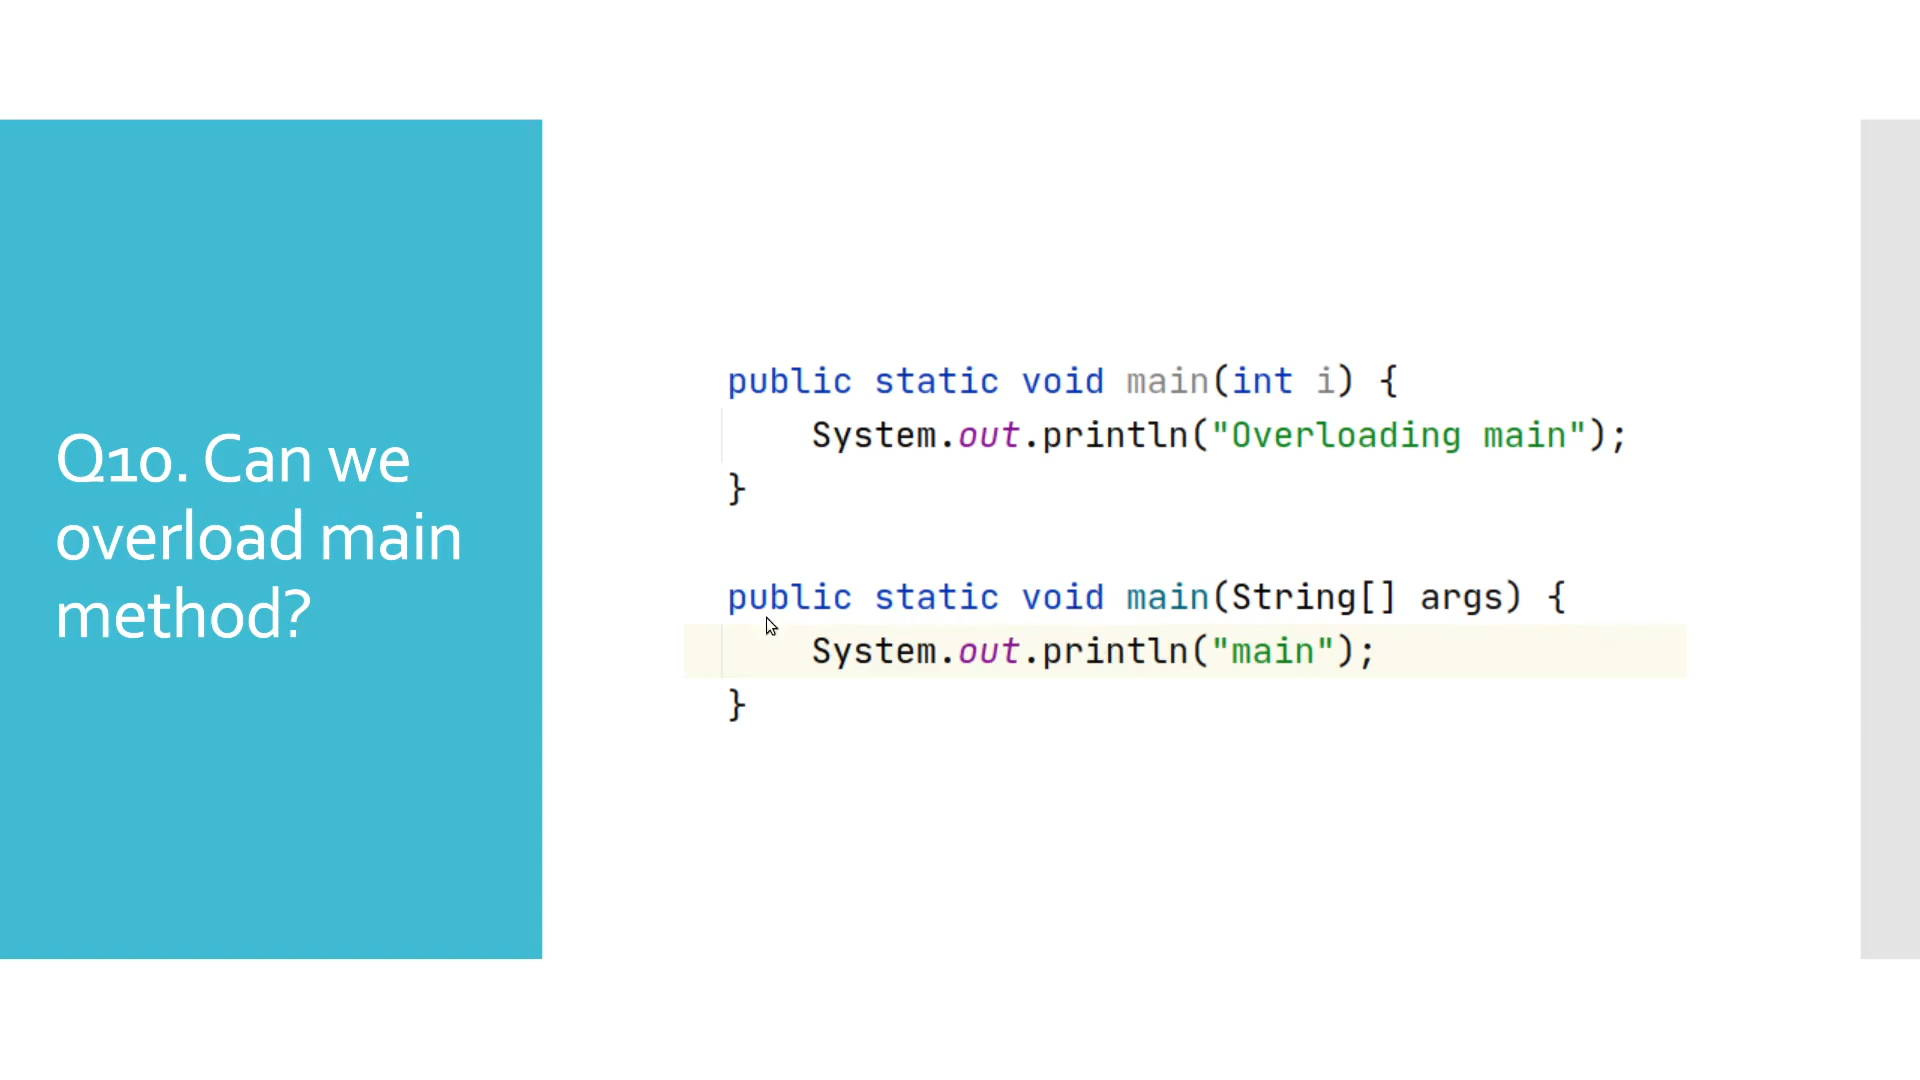 Q10. Can we
overload main
method?
public static void main(int i) {
System.out.println("Overloading main");
}
public static void main(String[] args) {
System.out.println("main");
}